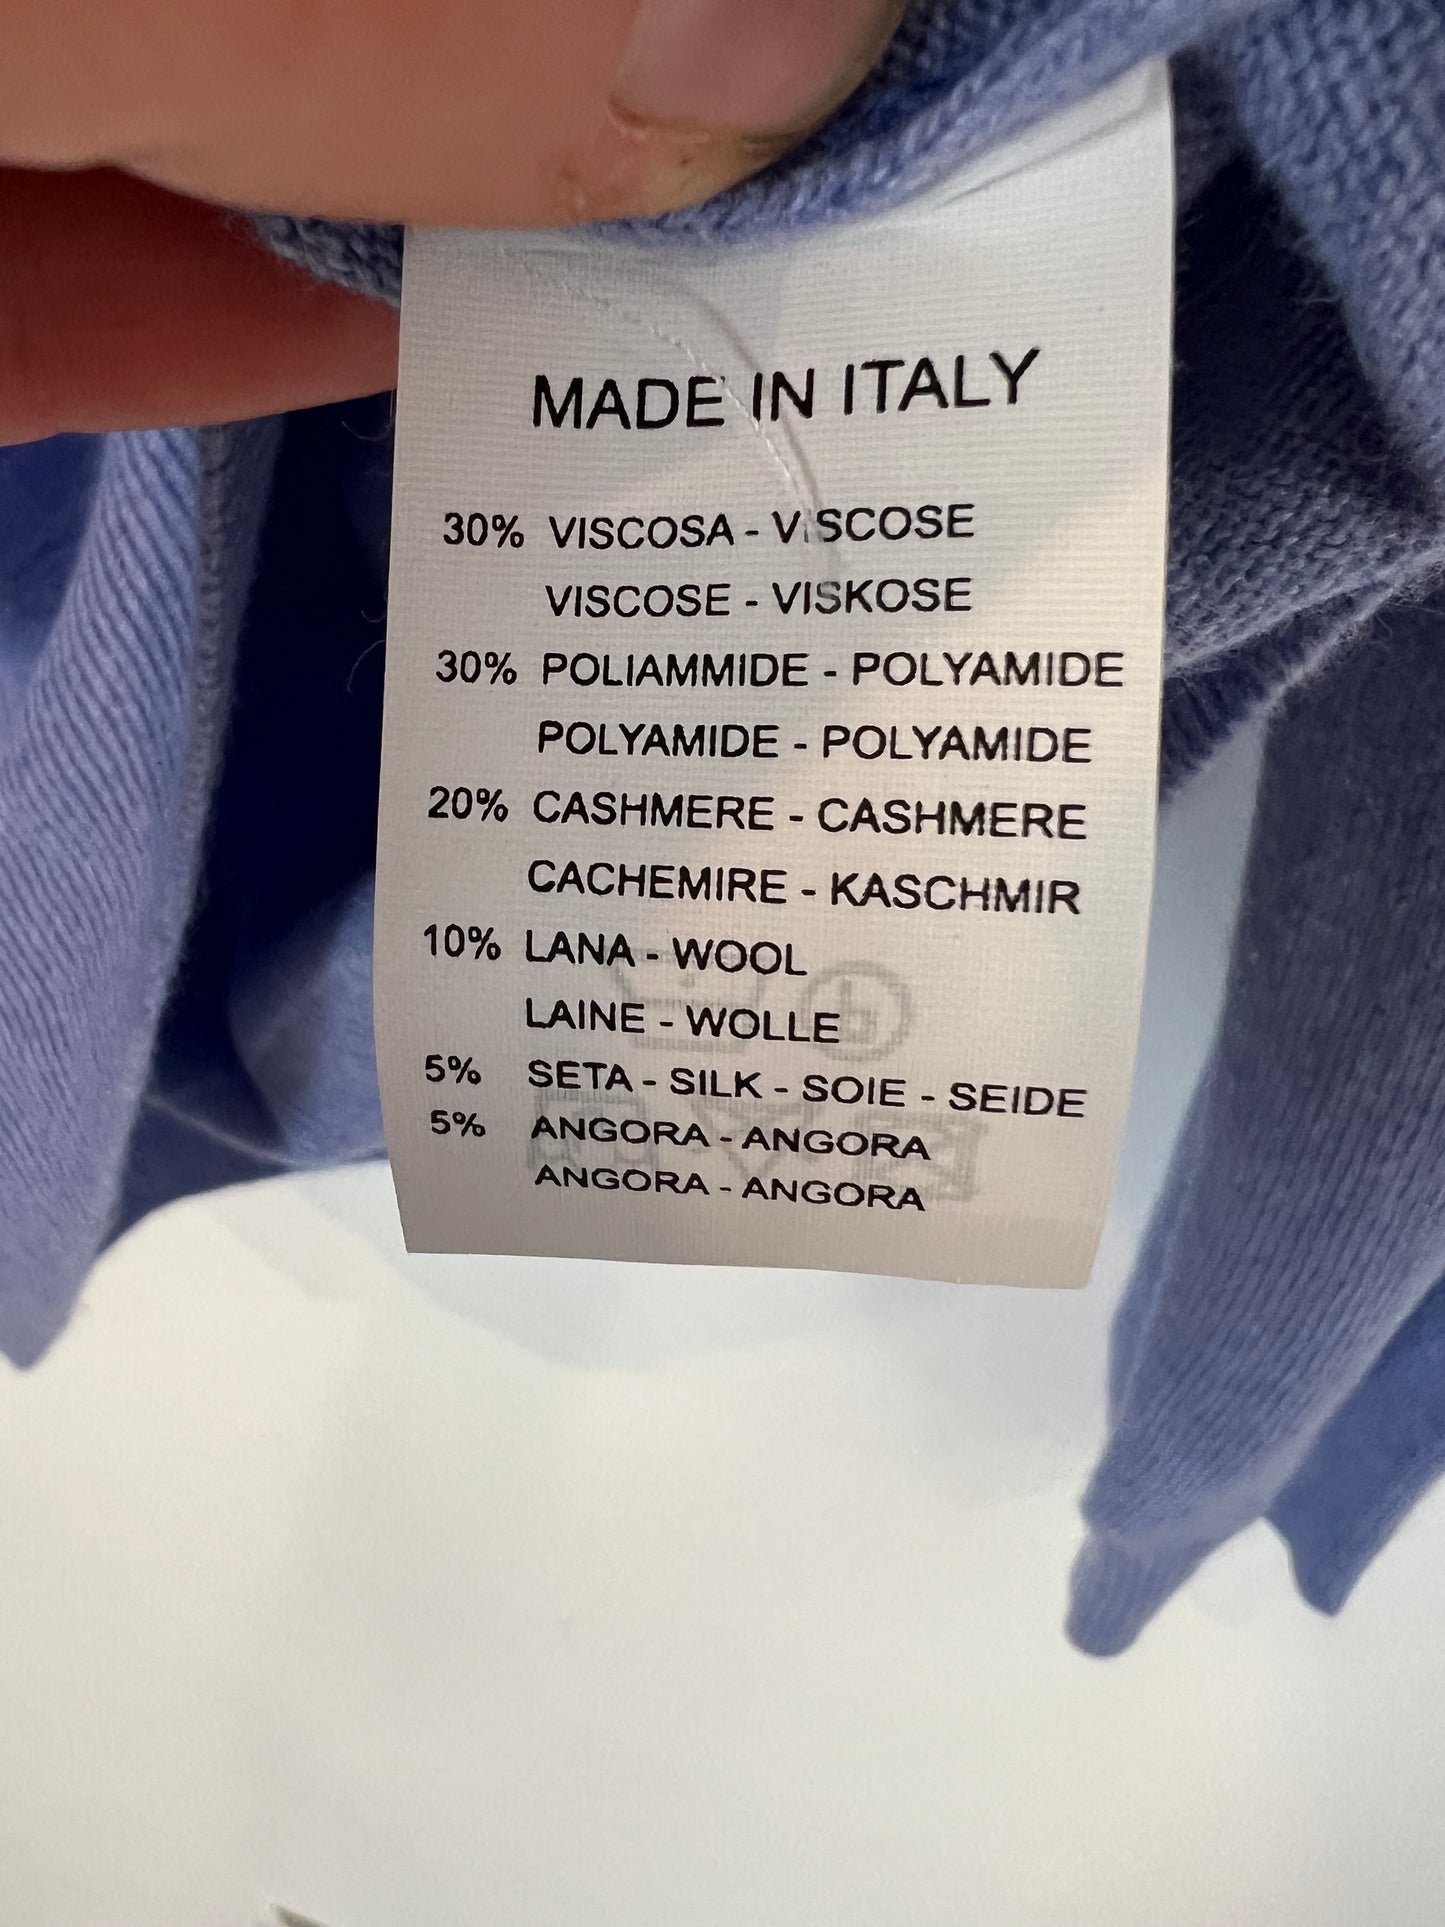 MADE IN ITALY
30% VISCOSA - VISCOSE
VISCOSE - VISKOSE
30% POLIAMMIDE - POLYAMIDE
POLYAMIDE - POLYAMIDE
20% CASHMERE - CASHMERE
CACHEMIRE - KASCHMIR
10% LANA - WOOL
LAINE - WOLLE
5% SETA - SILK - SOIE - SEIDE
5% ANGORA - ANGORA
ANGORA - ANGORA